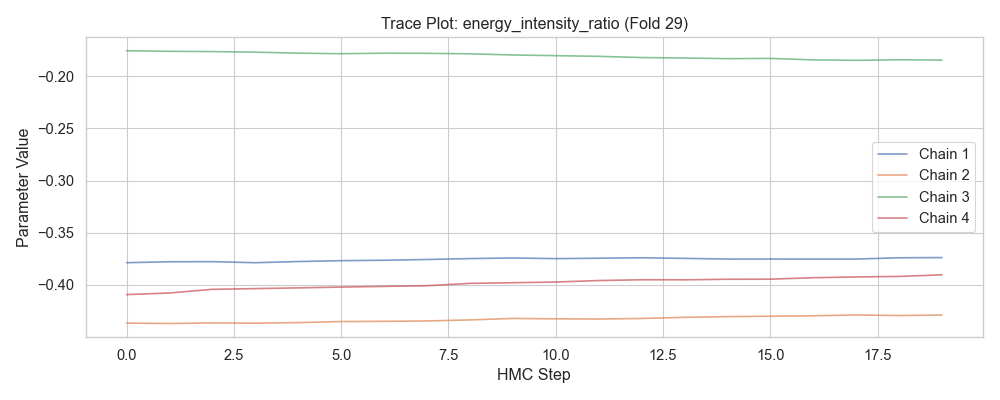 Trace Plot: energy_intensity_ratio (Fold 29)
Parameter Value
−0.20
−0.25
−0.30
−0.35
−0.40
Chain 1
Chain 2
Chain 3
Chain 4
0.0 2.5 5.0 7.5 10.0 12.5 15.0 17.5
HMC Step